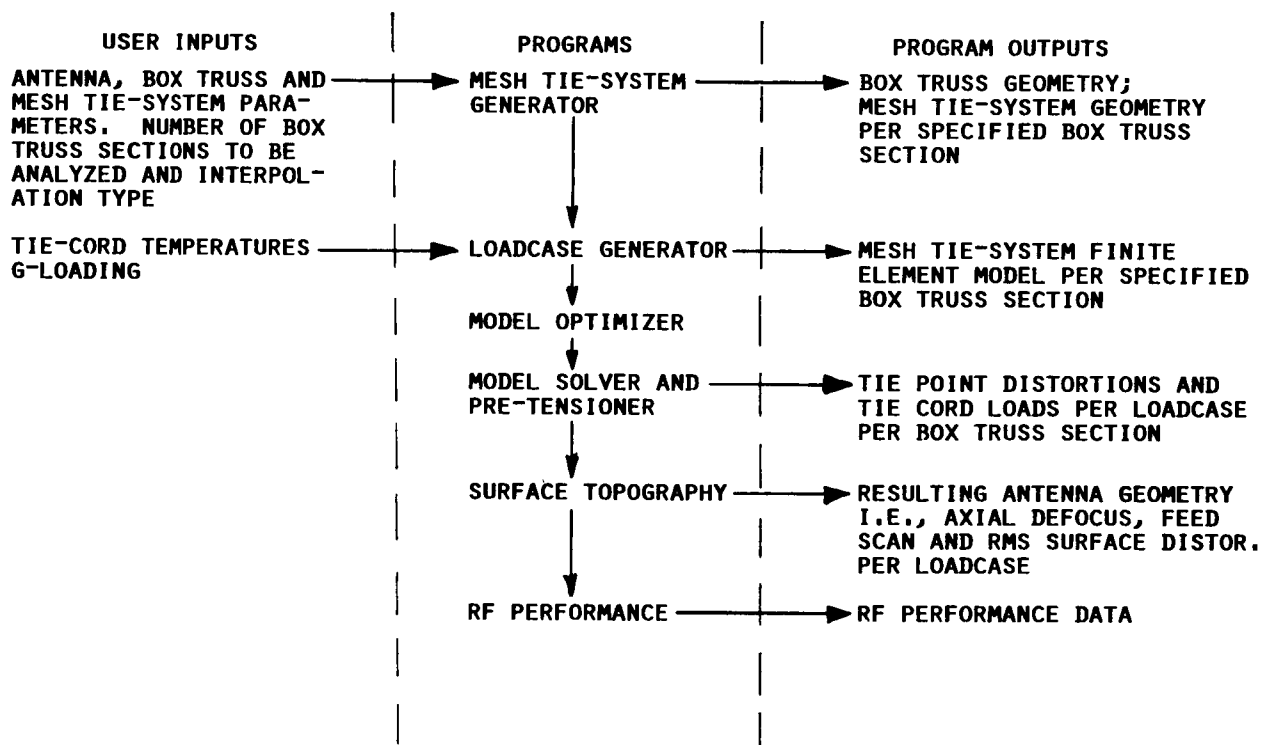 USER INPUTS
PROGRAMS
PROGRAM OUTPUTS
ANTENNA, BOX TRUSS AND
MESH TIE-SYSTEM PARA-
METERS. NUMBER OF BOX
TRUSS SECTIONS TO BE
ANALYZED AND INTERPOL-
ATION TYPE
MESH TIE-SYSTEM
GENERATOR
BOX TRUSS GEOMETRY;
MESH TIE-SYSTEM GEOMETRY
PER SPECIFIED BOX TRUSS
SECTION
TIE-CORD TEMPERATURES
G-LOADING
LOADCASE GENERATOR
MESH TIE-SYSTEM FINITE
ELEMENT MODEL PER SPECIFIED
BOX TRUSS SECTION
MODEL OPTIMIZER
MODEL SOLVER AND
PRE-TENSIONER
TIE POINT DISTORTIONS AND
TIE CORD LOADS PER LOADCASE
PER BOX TRUSS SECTION
SURFACE TOPOGRAPHY
RESULTING ANTENNA GEOMETRY
I.E., AXIAL DEFOCUS, FEED
SCAN AND RMS SURFACE DISTOR.
PER LOADCASE
RF PERFORMANCE
RF PERFORMANCE DATA